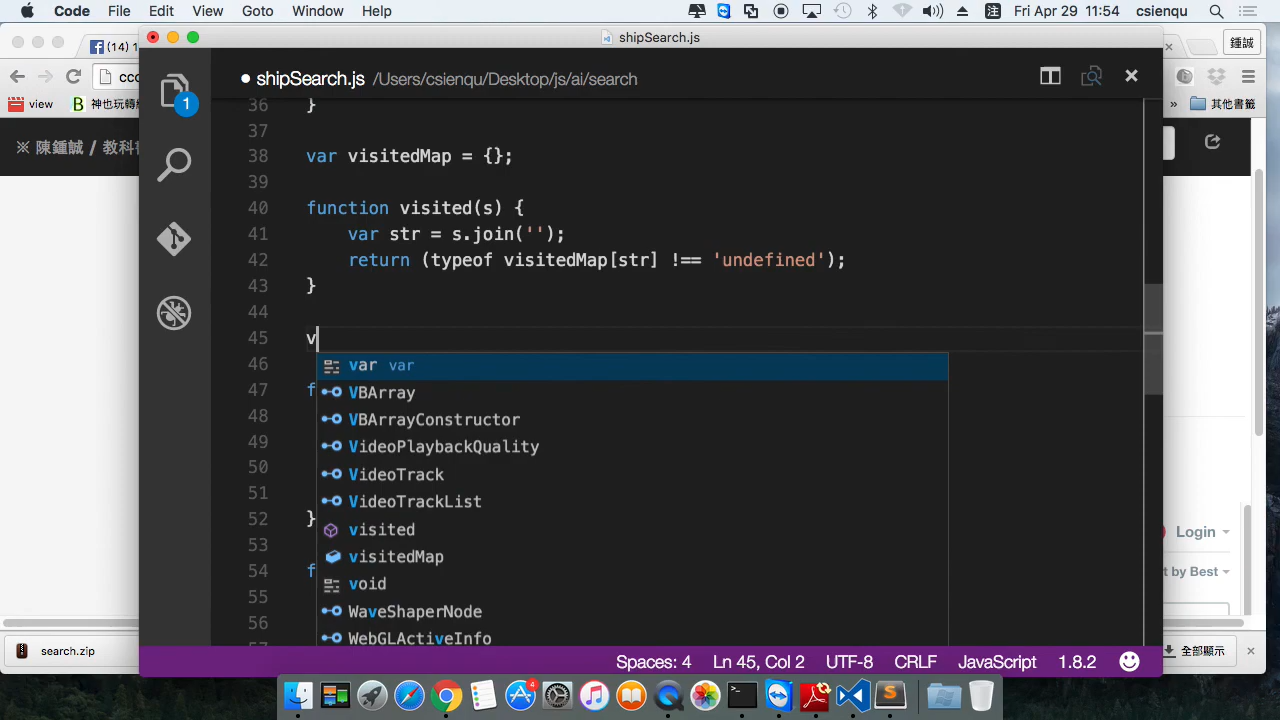 Code File Edit View Goto Window Help Fri Apr 29 11:54 csienqu
shipSearch.js
(14) 1
鍾誠
● shipSearch.js /Users/csienqu/Desktop/js/ai/search
1
view
B 神也玩轉
» 其他書籤
※ 陳鍾誠 / 教科
36 }
37
38 var visitedMap = {};
39
40 function visited(s) {
41 var str = s.join('');
42 return (typeof visitedMap[str] !== 'undefined');
43 }
44
45 v
46
47 f
48
49
50
51
52 }
53
54 f
55
56
var var
VBArray
VBArrayConstructor
VideoPlaybackQuality
VideoTrack
VideoTrackList
visited
visitedMap
void
WaveShaperNode
WebGLActiveInfo
Login
t by Best
search.zip
全部顯示
Spaces: 4 Ln 45, Col 2 UTF-8 CRLF JavaScript 1.8.2
4